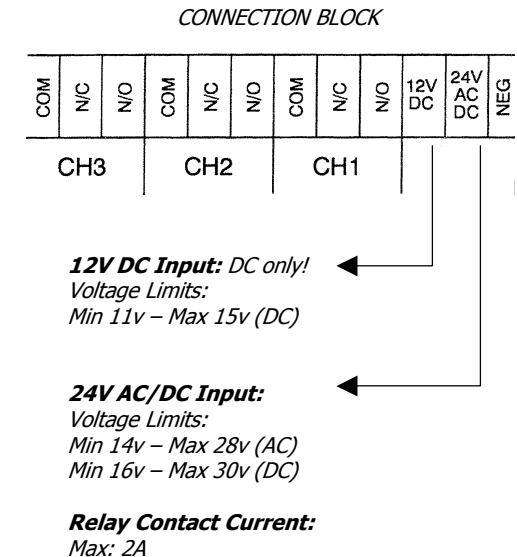 CONNECTION BLOCK
COM N/C N/O COM N/C N/O COM N/C N/O 12V DC 24V AC DC NEG
CH3 CH2 CH1
12V DC Input: DC only!
Voltage Limits:
Min 11v – Max 15v (DC)
24V AC/DC Input:
Voltage Limits:
Min 14v – Max 28v (AC)
Min 16v – Max 30v (DC)
Relay Contact Current:
Max: 2A